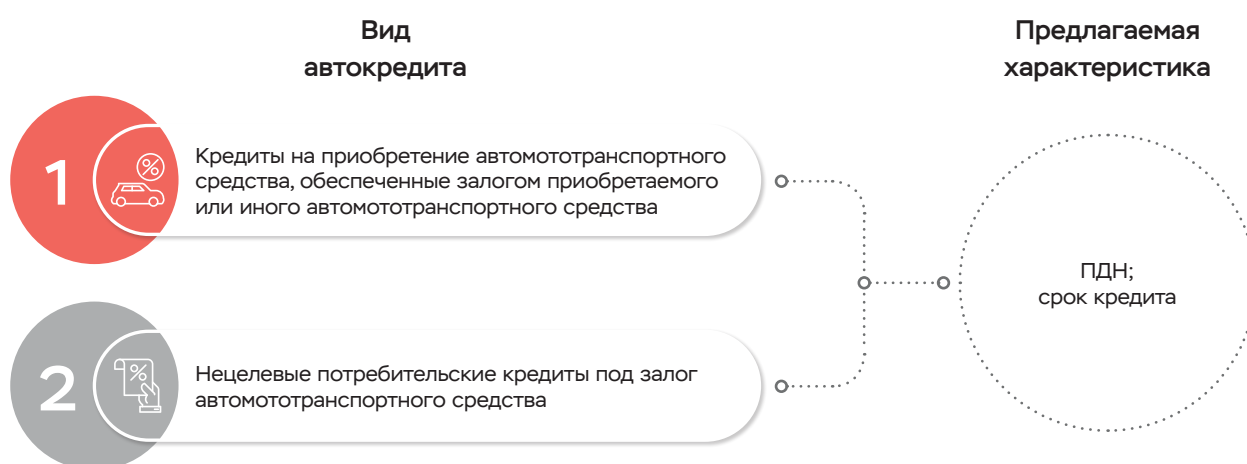 Вид
автокредита
Предлагаемая
характеристика
1
%
Кредиты на приобретение автомототранспортного
средства, обеспеченные залогом приобретаемого
или иного автомототранспортного средства
ПДН;
срок кредита
2
%
Нецелевые потребительские кредиты под залог
автомототранспортного средства